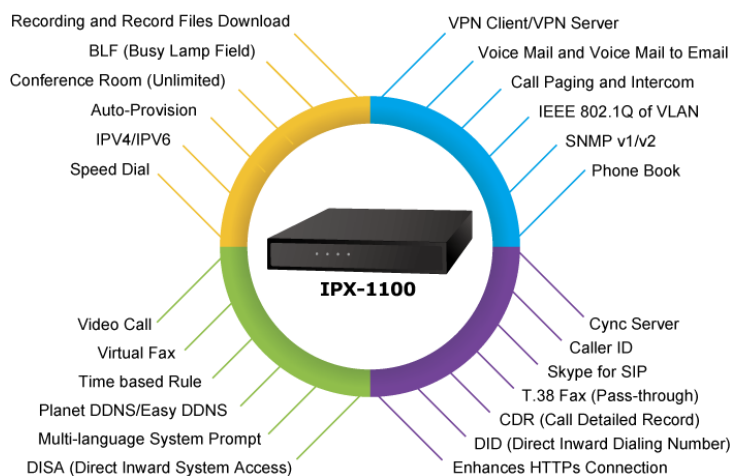 Recording and Record Files Download
BLF (Busy Lamp Field)
Conference Room (Unlimited)
Auto-Provision
IPV4/IPV6
Speed Dial
VPN Client/VPN Server
Voice Mail and Voice Mail to Email
Call Paging and Intercom
IEEE 802.1Q of VLAN
SNMP v1/v2
Phone Book
IPX-1100
Video Call
Virtual Fax
Time based Rule
Planet DDNS/Easy DDNS
Multi-language System Prompt
DISA (Direct Inward System Access)
Cync Server
Caller ID
Skype for SIP
T.38 Fax (Pass-through)
CDR (Call Detailed Record)
DID (Direct Inward Dialing Number)
Enhances HTTPs Connection